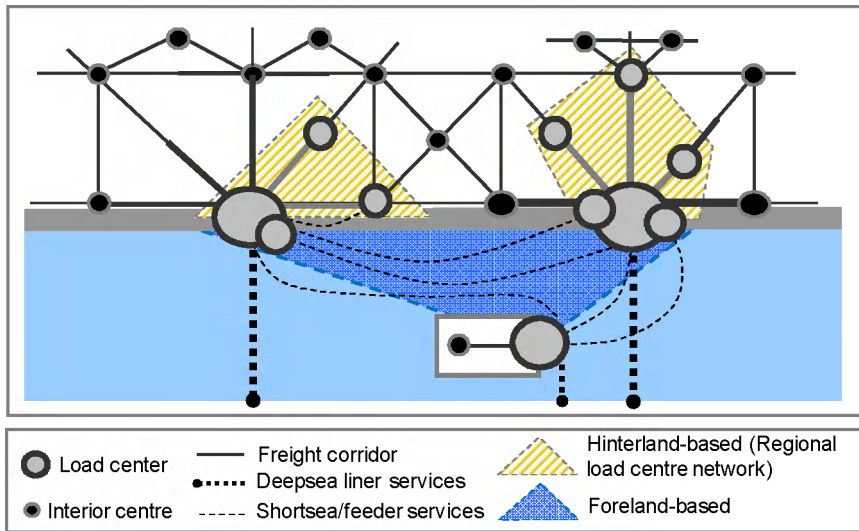 Load center
Interior centre
Freight corridor
Deepsea liner services
Shortsea/feeder services
Hinterland-based (Regional
load centre network)
Foreland-based